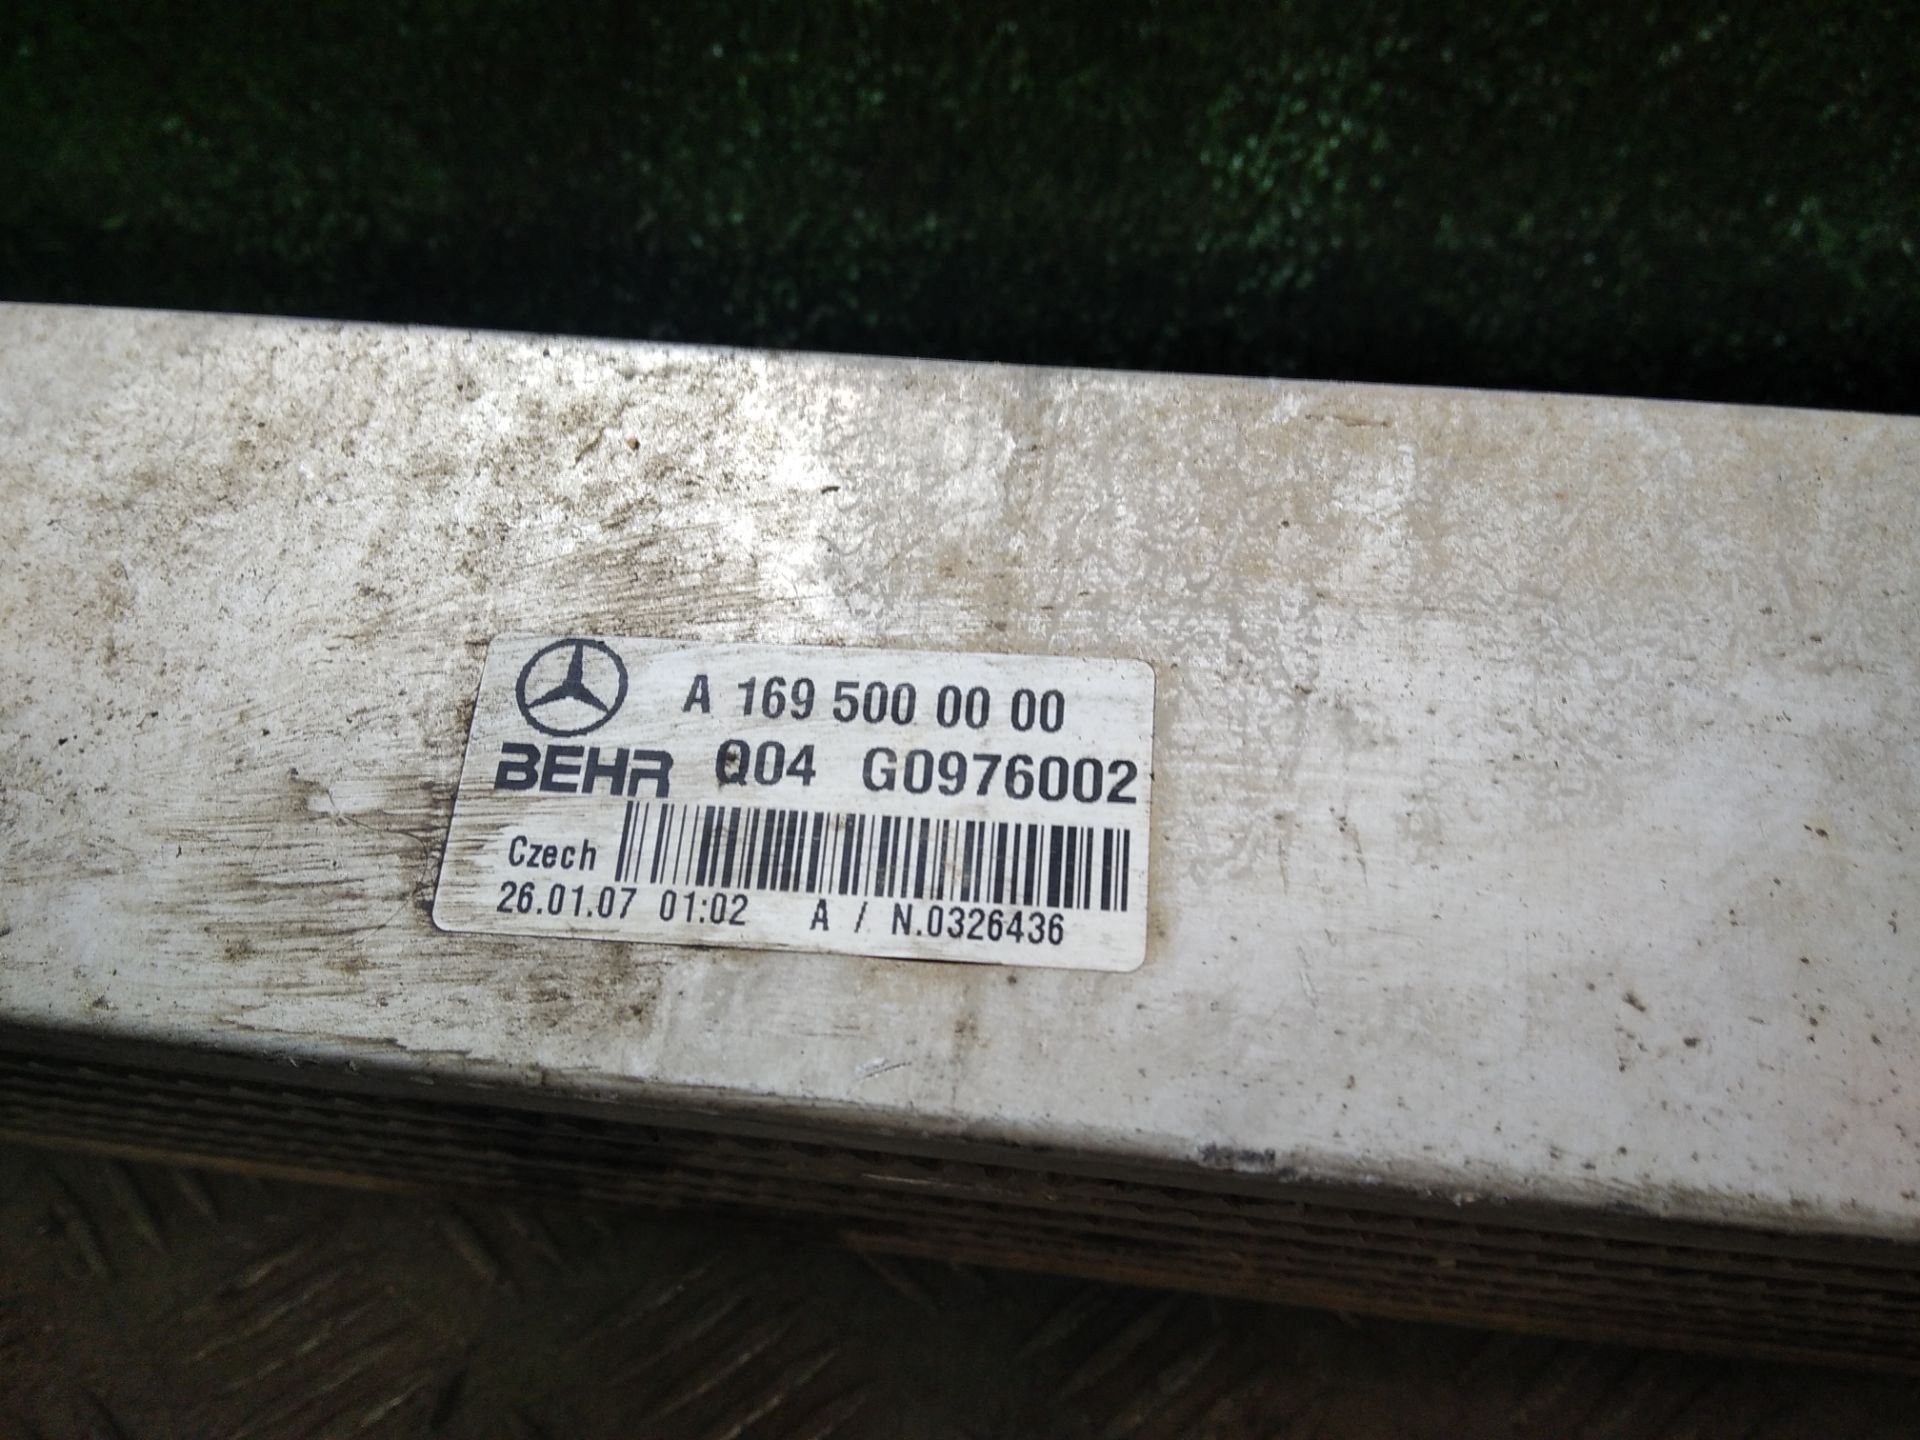 A 169 500 00 00
BEHR Q04 G0976002
Czech
26.01.07 01:02 A / N.0326436